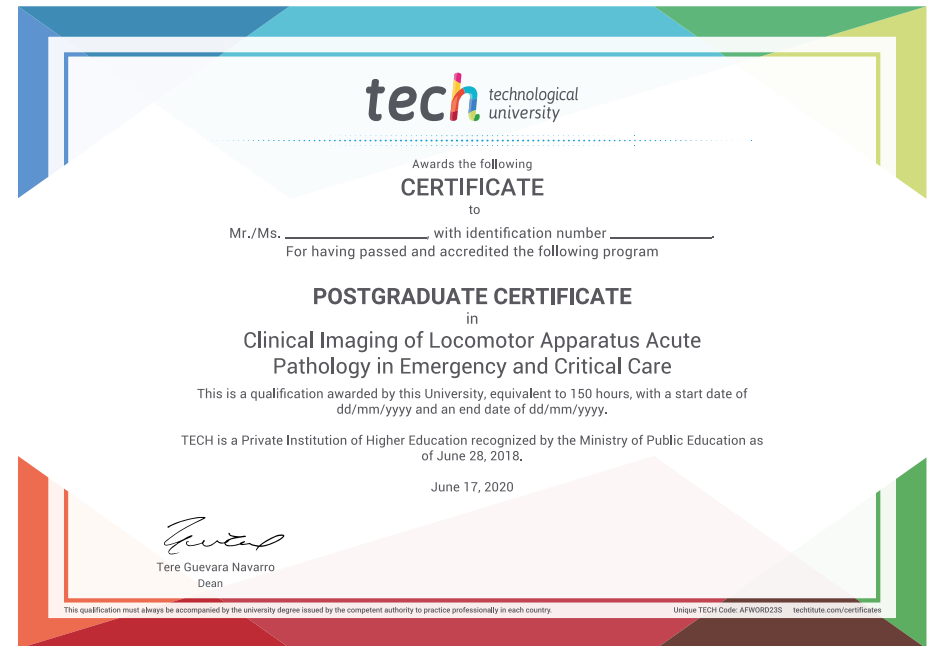 tech technological
university
Awards the following
CERTIFICATE
to
Mr./Ms. ____________, with identification number ____________.
For having passed and accredited the following program
POSTGRADUATE CERTIFICATE
in
Clinical Imaging of Locomotor Apparatus Acute
Pathology in Emergency and Critical Care
This is a qualification awarded by this University, equivalent to 150 hours, with a start date of
dd/mm/yyyy and an end date of dd/mm/yyyy.
TECH is a Private Institution of Higher Education recognized by the Ministry of Public Education as
of June 28, 2018.
June 17, 2020
Tere Guevara Navarro
Dean
This qualification must always be accompanied by the university degree issued by the competent authority to practice professionally in each country.
Unique TECH Code: AFWORD23S techtitute.com/certificates